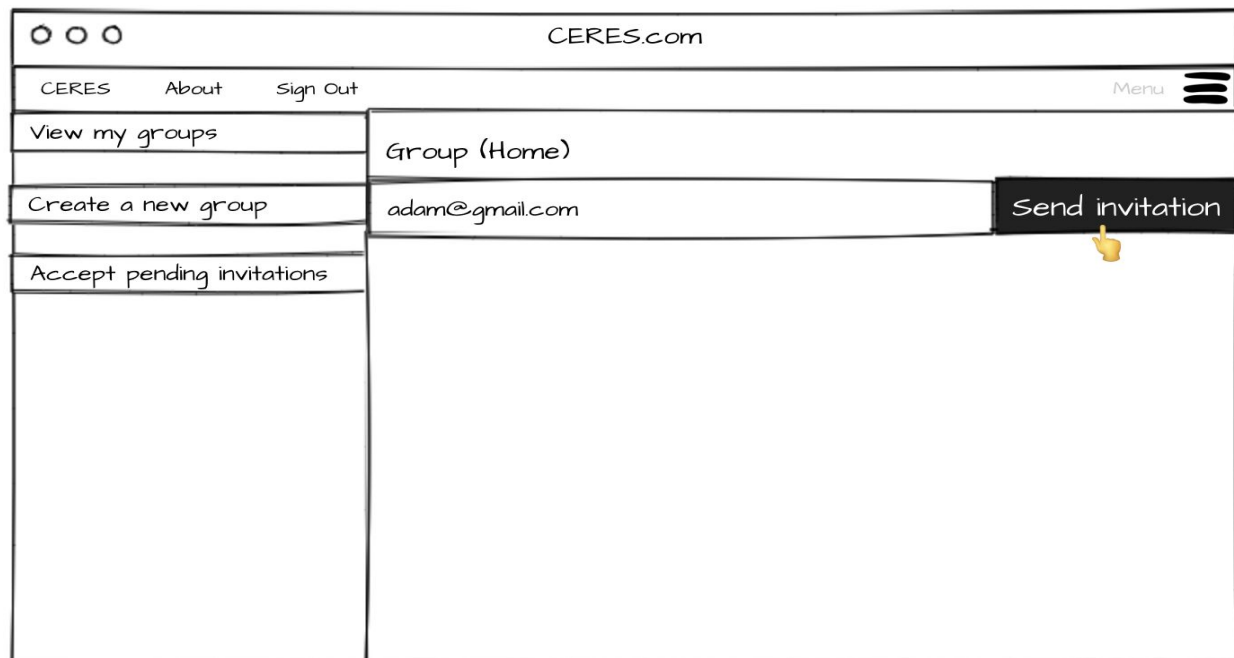 CERES.com
CERES About Sign Out Menu
View my groups
Create a new group
Accept pending invitations
Group (Home)
adam@gmail.com
Send invitation